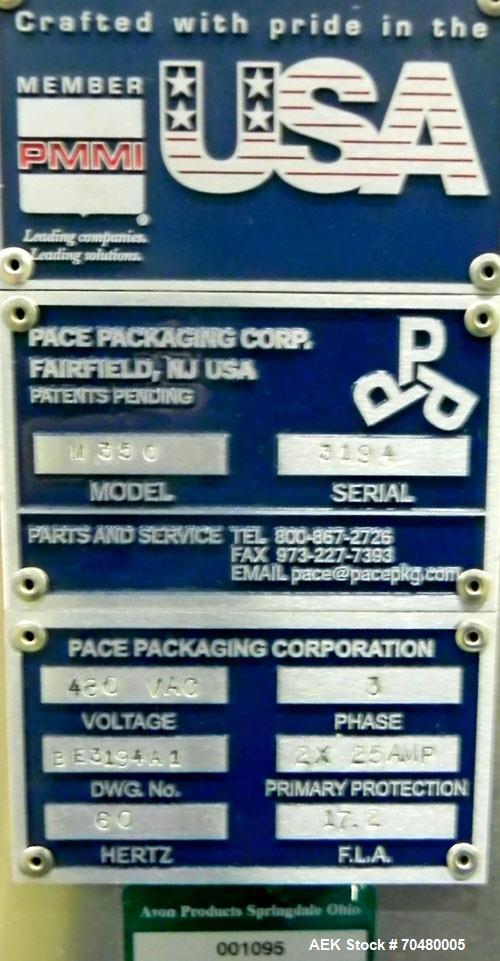 Crafted with pride in the
USA
MEMBER
PMMI
®
Leading companies.
Leading solutions.
PACE PACKAGING CORP.
FAIRFIELD, NJ USA
PATENTS PENDING
PPP
M 350 3194
MODEL SERIAL
PARTS AND SERVICE TEL 800-867-2726
FAX 973-227-7393
EMAIL pace@pacepkg.com
PACE PACKAGING CORPORATION
480 VAC 3
VOLTAGE PHASE
BE3194A1 2X 25AMP
DWG. No. PRIMARY PROTECTION
60 17.2
HERTZ F.L.A.
Avon Products Springdale Ohio
001095
AEK Stock # 70480005